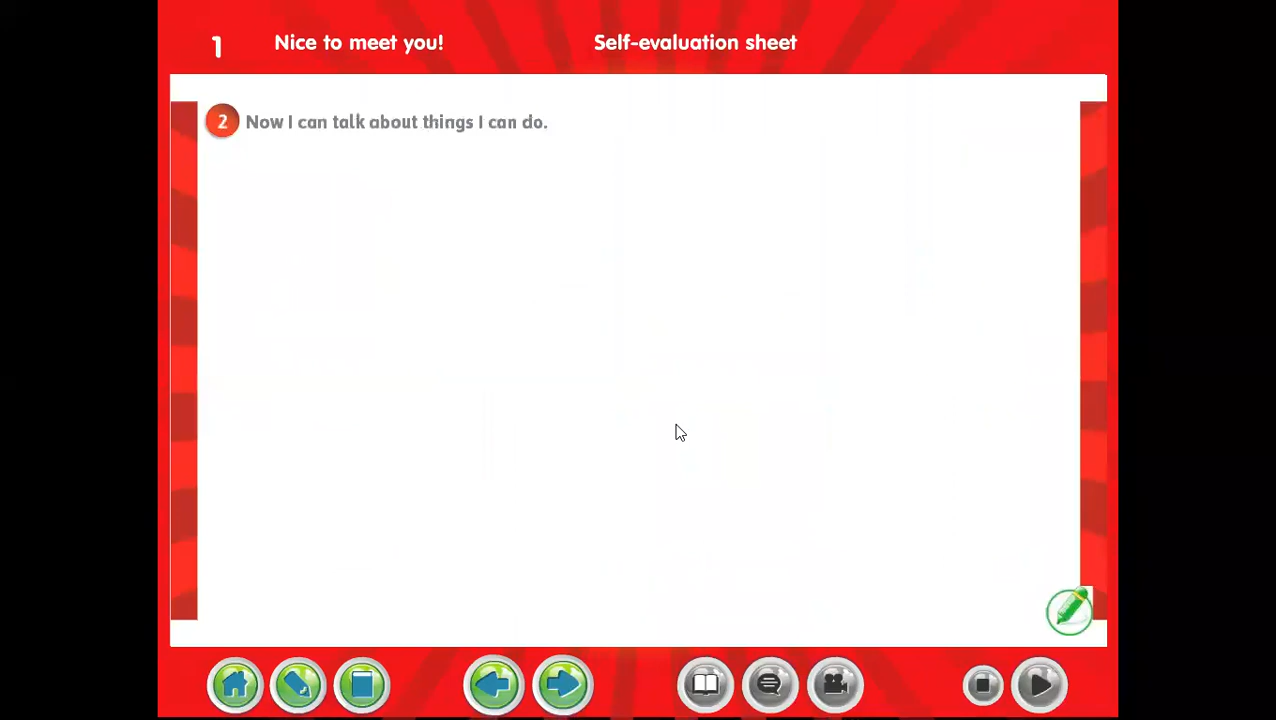 1 Nice to meet you! Self-evaluation sheet
2 Now I can talk about things I can do.